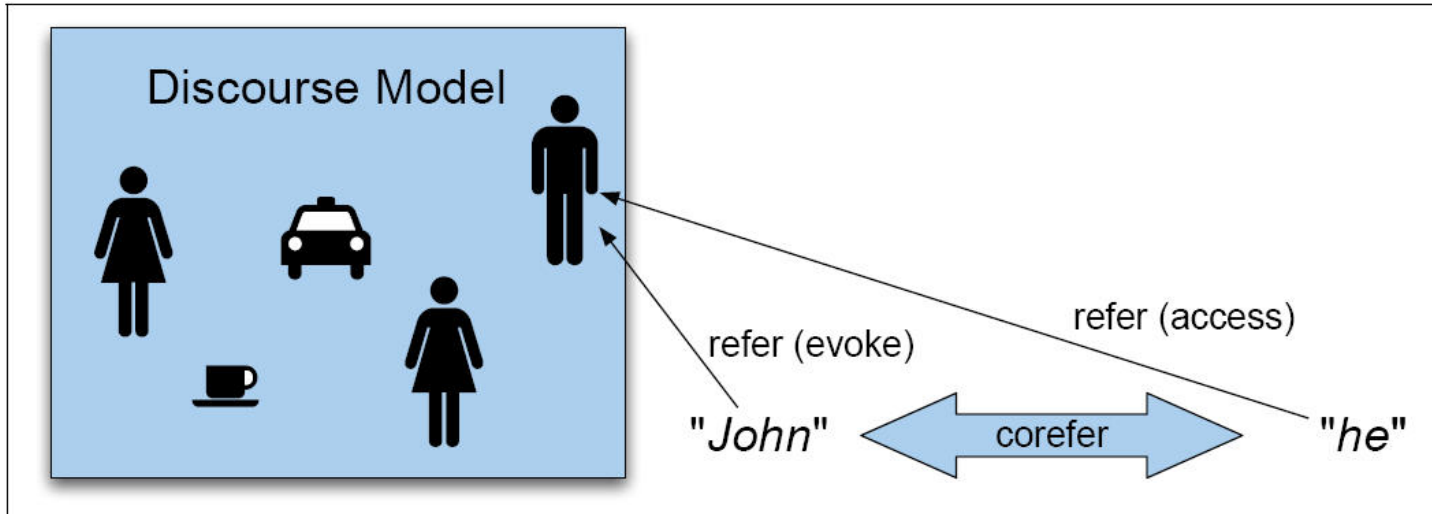 Discourse Model
refer (access)
refer (evoke)
"John"
corefer
"he"